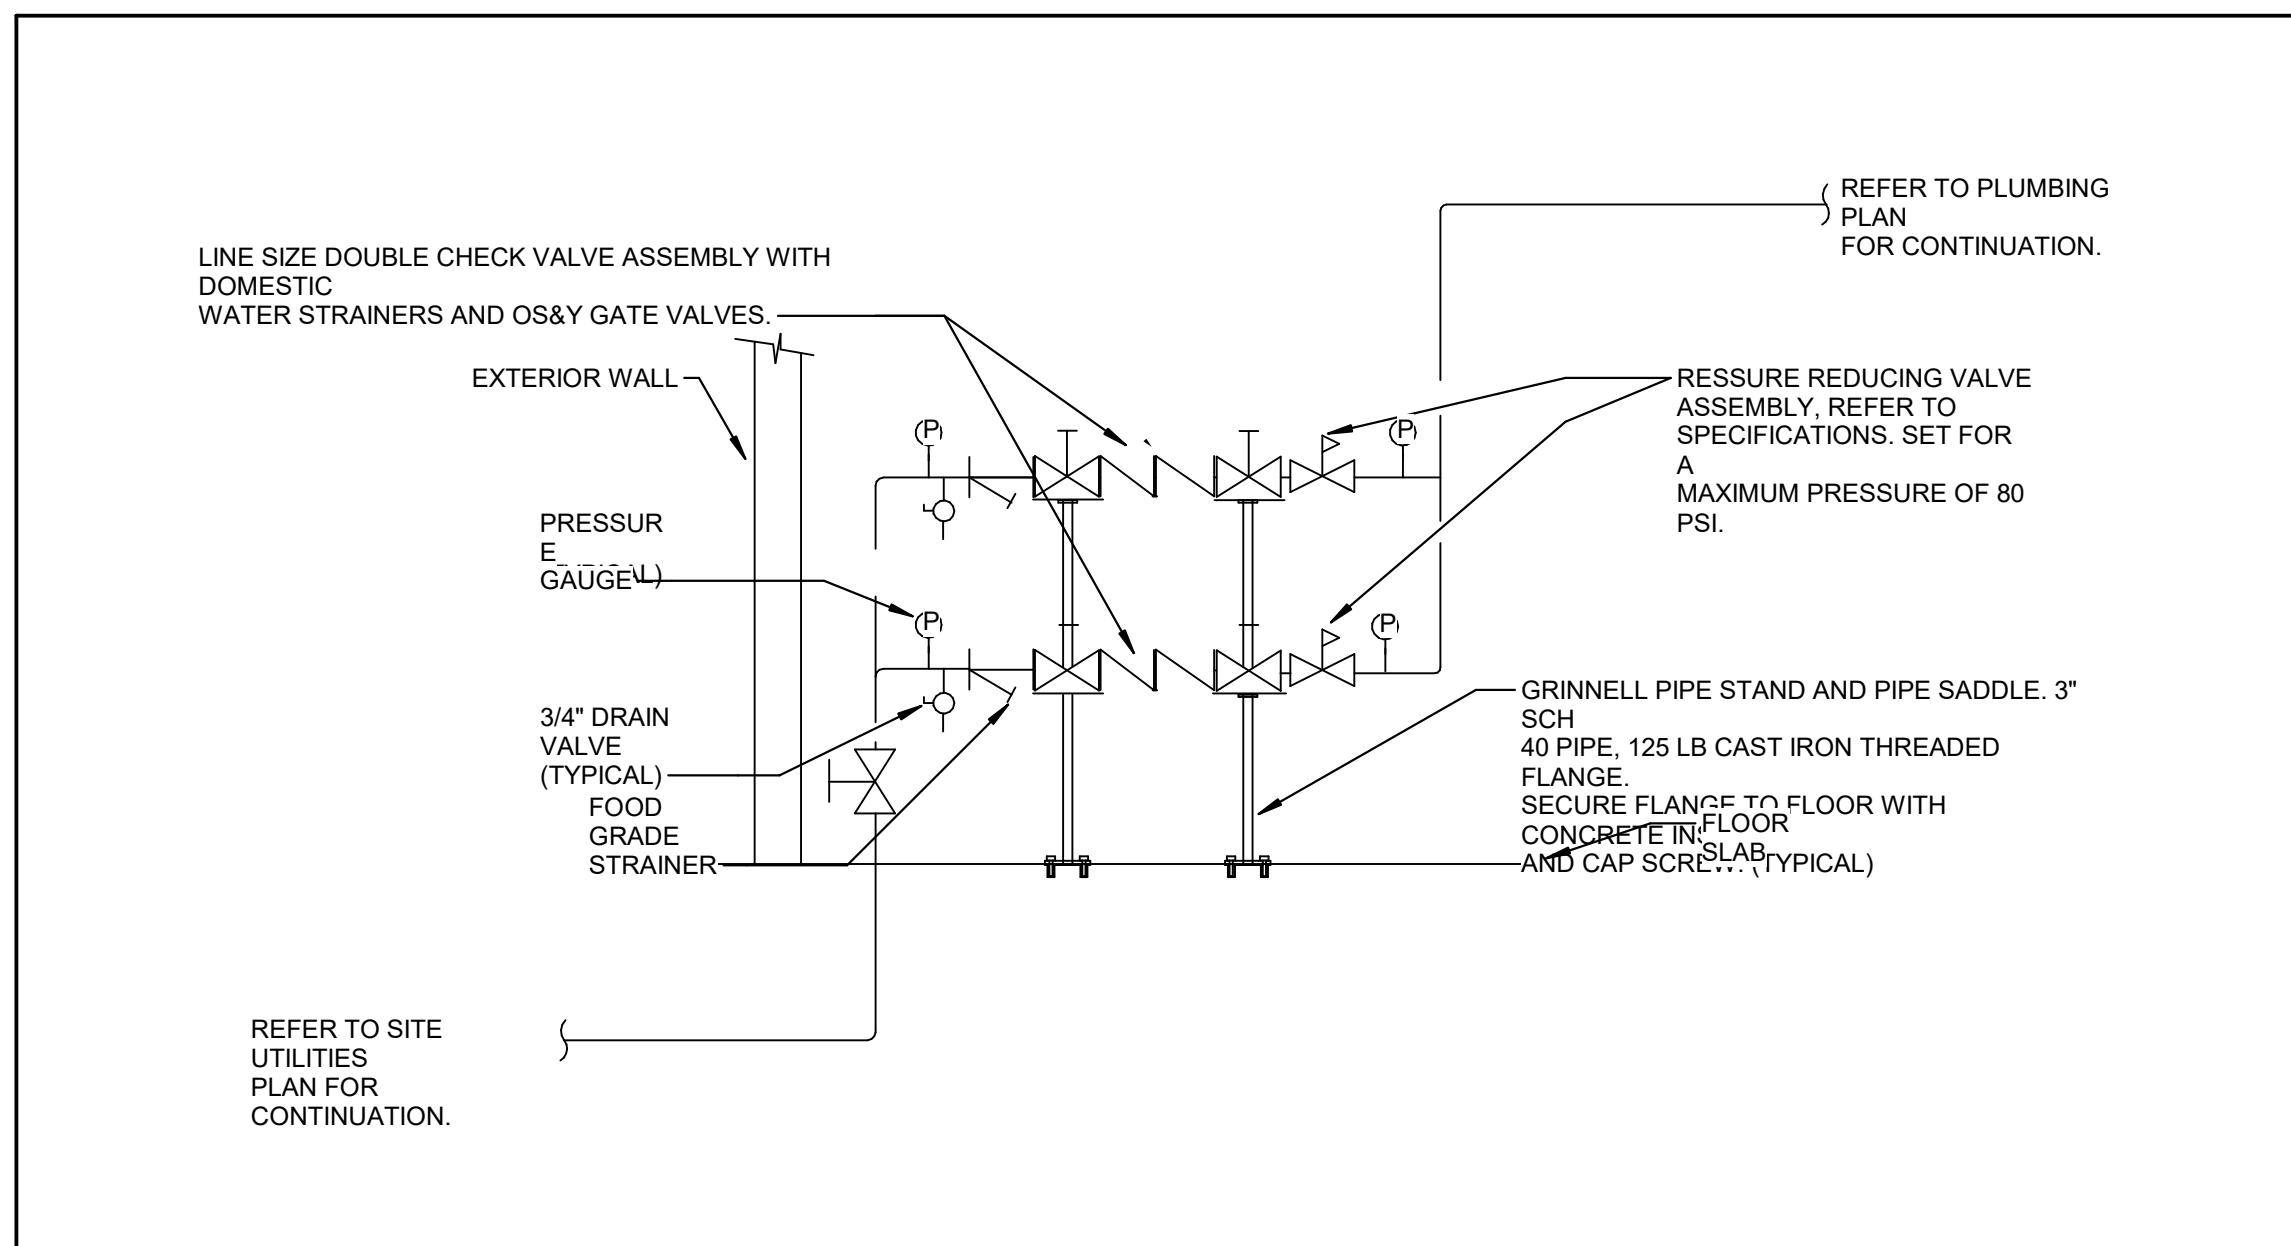 REFER TO PLUMBING
PLAN
FOR CONTINUATION.
LINE SIZE DOUBLE CHECK VALVE ASSEMBLY WITH
DOMESTIC
WATER STRAINERS AND OS&Y GATE VALVES.
EXTERIOR WALL
RESSURE REDUCING VALVE
ASSEMBLY, REFER TO
SPECIFICATIONS. SET FOR
A
MAXIMUM PRESSURE OF 80
PSI.
P
P
PRESSUR
E
GAUGE
P
P
3/4" DRAIN
VALVE
(TYPICAL)
FOOD
GRADE
STRAINER
GRINNELL PIPE STAND AND PIPE SADDLE. 3"
SCH
40 PIPE, 125 LB CAST IRON THREADED
FLANGE.
SECURE FLANGE TO FLOOR WITH
CONCRETE
AND CAP SCREW. (TYPICAL)
FLOOR
SLAB
REFER TO SITE
UTILITIES
PLAN FOR
CONTINUATION.